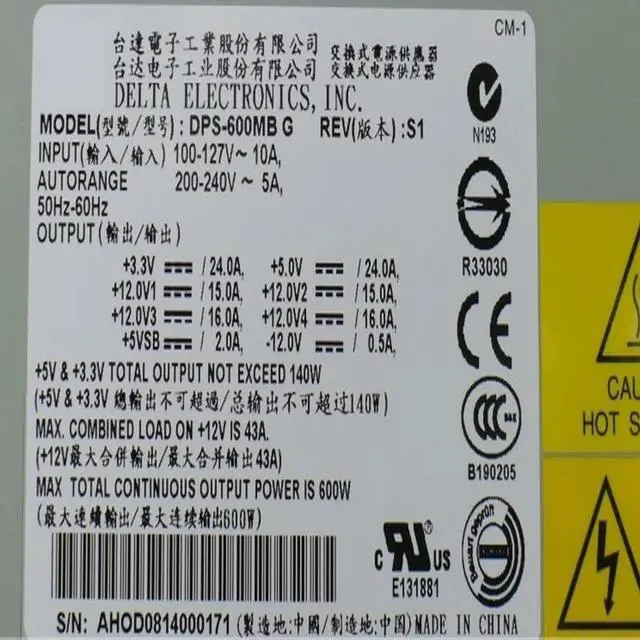 CM-1
台達電子工業股份有限公司 交換式電源供應器
台达电子工业股份有限公司 交换式电源供应器
DELTA ELECTRONICS, INC.
MODEL(型號/型号): DPS-600MB G REV(版本):S1
N193
INPUT(輸入/输入) 100-127V~ 10A,
AUTORANGE 200-240V~ 5A,
50Hz-60Hz
OUTPUT (輸出/输出)
R33030
+3.3V ⎓ / 24.0A, +5.0V ⎓ / 24.0A,
+12.0V1 ⎓ / 15.0A, +12.0V2 ⎓ / 15.0A,
+12.0V3 ⎓ / 16.0A, +12.0V4 ⎓ / 16.0A,
+5VSB ⎓ / 2.0A, -12.0V ⎓ / 0.5A,
CE
+5V & +3.3V TOTAL OUTPUT NOT EXCEED 140W
(+5V & +3.3V 總輸出不可超過/总输出不可超过140W)
MAX. COMBINED LOAD ON +12V IS 43A.
(+12V最大合併輸出/最大合并输出43A)
CCC S&E
B190205
MAX TOTAL CONTINUOUS OUTPUT POWER IS 600W
(最大連續輸出/最大连续输出600W)
Bauart geprüft
c RU ® US
E131881
S/N: AHOD0814000171 (製造地:中國/制造地:中国)MADE IN CHINA
CAU
HOT S